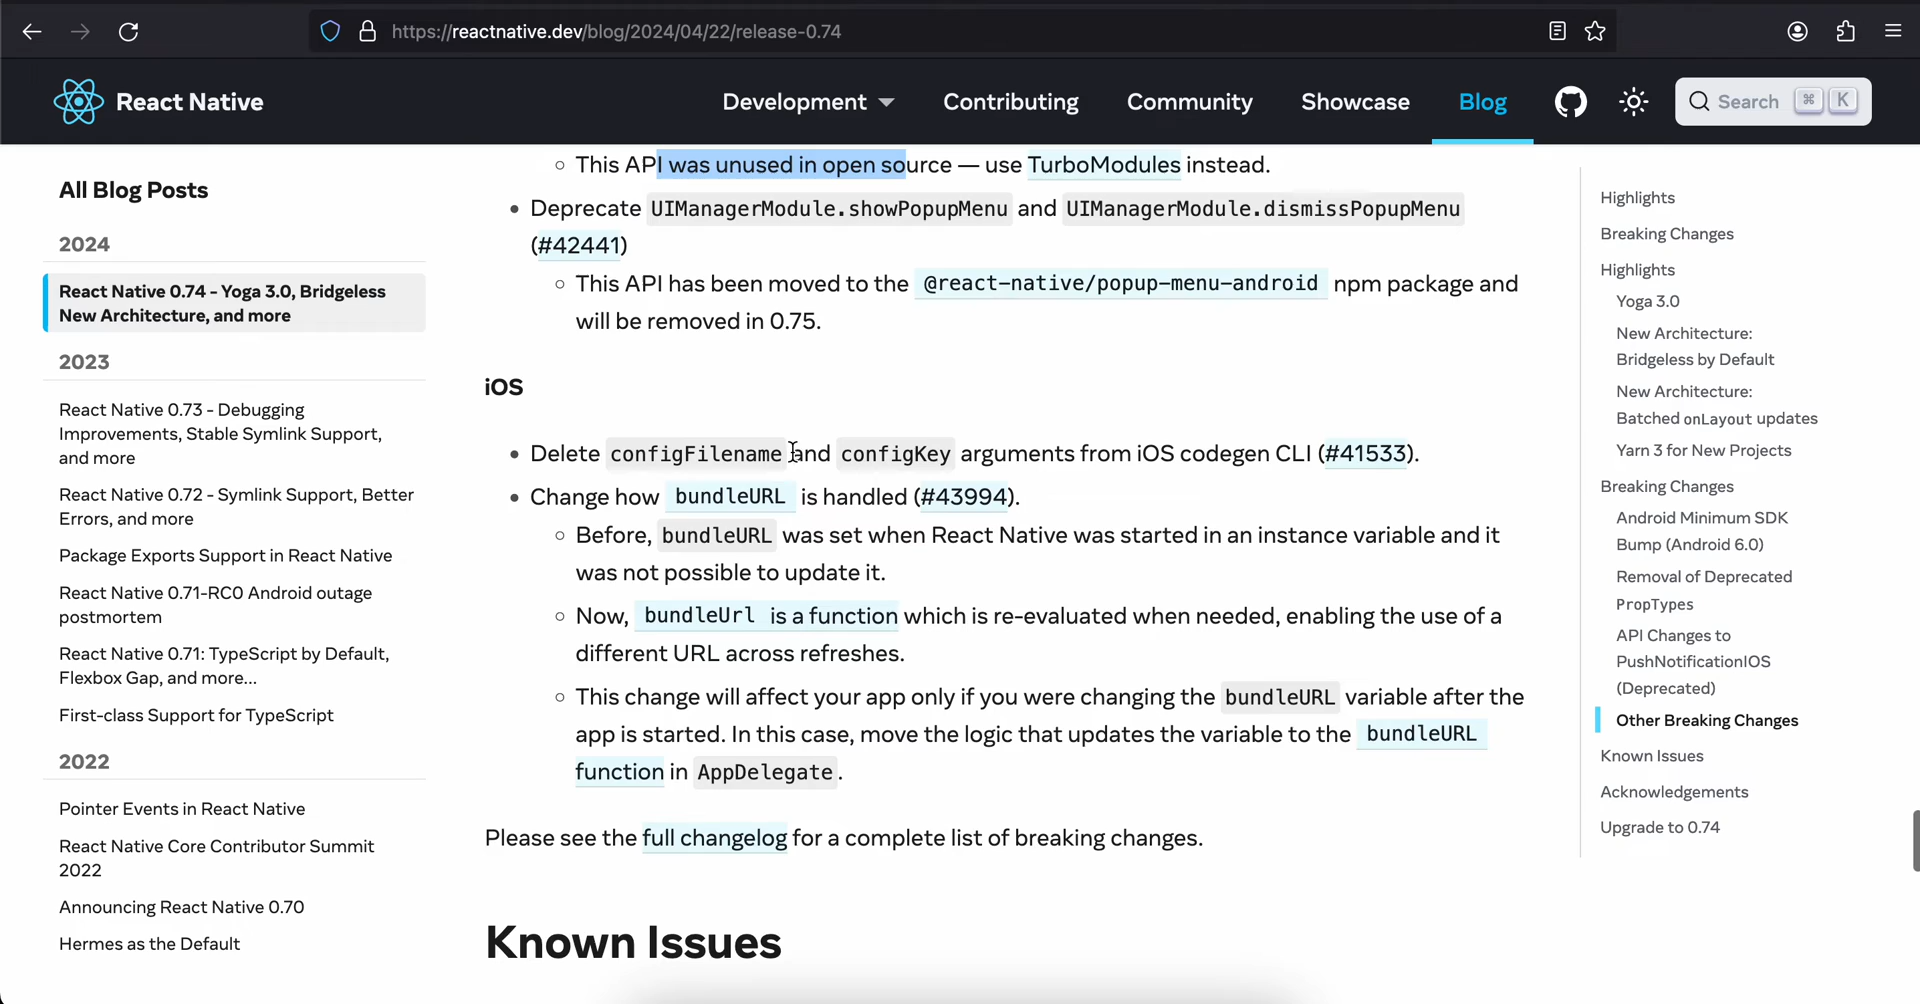 https://reactnative.dev/blog/2024/04/22/release-0.74
React Native
Development
Contributing
Community
Showcase
Blog
Search
⌘
K
All Blog Posts
2024
React Native 0.74 - Yoga 3.0, Bridgeless
New Architecture, and more
2023
React Native 0.73 - Debugging
Improvements, Stable Symlink Support,
and more
React Native 0.72 - Symlink Support, Better
Errors, and more
Package Exports Support in React Native
React Native 0.71-RC0 Android outage
postmortem
React Native 0.71: TypeScript by Default,
Flexbox Gap, and more...
First-class Support for TypeScript
2022
Pointer Events in React Native
React Native Core Contributor Summit
2022
Announcing React Native 0.70
Hermes as the Default
This API was unused in open source — use TurboModules instead.
Deprecate UIManagerModule.showPopupMenu and UIManagerModule.dismissPopupMenu
(#42441)
This API has been moved to the @react-native/popup-menu-android npm package and
will be removed in 0.75.
iOS
Delete configFilename and configKey arguments from iOS codegen CLI (#41533).
Change how bundleURL is handled (#43994).
Before, bundleURL was set when React Native was started in an instance variable and it
was not possible to update it.
Now, bundleUrl is a function which is re-evaluated when needed, enabling the use of a
different URL across refreshes.
This change will affect your app only if you were changing the bundleURL variable after the
app is started. In this case, move the logic that updates the variable to the bundleURL
function in AppDelegate.
Please see the full changelog for a complete list of breaking changes.
Known Issues
Highlights
Breaking Changes
Highlights
Yoga 3.0
New Architecture:
Bridgeless by Default
New Architecture:
Batched onLayout updates
Yarn 3 for New Projects
Breaking Changes
Android Minimum SDK
Bump (Android 6.0)
Removal of Deprecated
PropTypes
API Changes to
PushNotificationIOS
(Deprecated)
Other Breaking Changes
Known Issues
Acknowledgements
Upgrade to 0.74